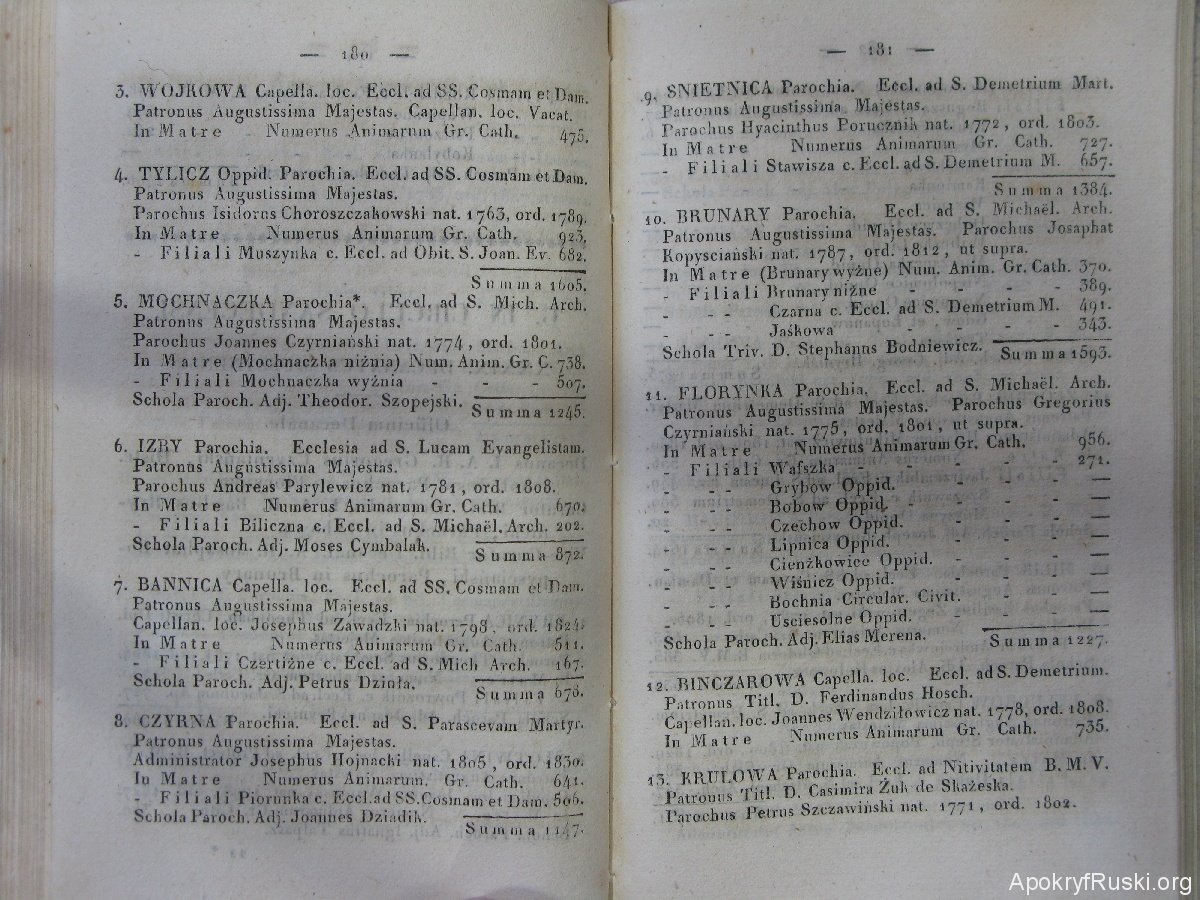 — 180 —
3. WOJKOWA Capella. loc. Eccl. ad SS. Cosmam et Dam.
Patronus Augustissima Majestas. Capellan. loc. Vacat.
In Matre Numerus Animarum Gr. Cath. 475.
4. TYLICZ Oppid. Parochia. Eccl. ad SS. Cosmam et Dam.
Patronus Augustissima Majestas.
Parochus Isidorus Choroszczakowski nat. 1763, ord. 1789.
In Matre Numerus Animarum Gr. Cath. 923.
- Filiali Muszynka c. Eccl. ad Obit. S. Joan. Ev. 682.
Summa 1605.
5. MOCHNACZKA Parochia*. Eccl. ad S. Mich. Arch.
Patronus Augustissima Majestas.
Parochus Joannes Czyrniański nat. 1774, ord. 1801.
In Matre (Mochnaczka niżnia) Num. Anim. Gr. C. 738.
- Filiali Mochnaczka wyżnia - - - 507.
Schola Paroch. Adj. Theodor. Szopejski. Summa 1245.
6. IZBY Parochia. Ecclesia ad S. Lucam Evangelistam.
Patronus Augustissima Majestas.
Parochus Andreas Parylewicz nat. 1781, ord. 1808.
In Matre Numerus Animarum Gr. Cath. 670.
- Filiali Biliczna c. Eccl. ad S. Michaël. Arch. 202.
Schola Paroch. Adj. Moses Cymbalak. Summa 872.
7. BANNICA Capella. loc. Eccl. ad SS. Cosmam et Dam.
Patronus Augustissima Majestas.
Capellan. loc. Josephus Zawadzki nat. 1798, ord. 1824.
In Matre Numerus Animarum Gr. Cath. 511.
- Filiali Czertižne c. Eccl. ad S. Mich Arch. 167.
Schola Paroch. Adj. Petrus Dziuła. Summa 678.
8. CZYRNA Parochia. Eccl. ad S. Parascevam Martyr.
Patronus Augustissima Majestas.
Administrator Josephus Hojnacki nat. 1805, ord. 1830.
In Matre Numerus Animarum. Gr. Cath. 641.
- Filiali Piorunka c. Eccl. ad SS. Cosmam et Dam. 506.
Schola Paroch. Adj. Joannes Dziadik. Summa 1147.
— 181 —
9. SNIETNICA Parochia. Eccl. ad S. Demetrium Mart.
Patronus Augustissima Majestas.
Parochus Hyacinthus Porucznik nat. 1772, ord. 1803.
In Matre Numerus Animarum Gr. Cath. 727.
- Filiali Stawisza c. Eccl. ad S. Demetrium M. 657.
Summa 1384.
10. BRUNARY Parochia. Eccl. ad S. Michaël. Arch.
Patronus Augustissima Majestas. Parochus Josaphat
Kopysciański nat. 1787, ord. 1812, ut supra.
In Matre (Brunary wyżne) Num. Anim. Gr. Cath. 370.
- Filiali Brunary niżne - - - 389.
- - - Czarna c. Eccl. ad S. Demetrium M. 491.
- - - Jaśkowa - - - - 343.
Schola Triv. D. Stephanus Bodniewicz. Summa 1593.
11. FLORYNKA Parochia. Eccl. ad S. Michaël. Arch.
Patronus Augustissima Majestas. Parochus Gregorius
Czyrniański nat. 1775, ord. 1801, ut supra.
In Matre Numerus Animarum Gr. Cath. 956.
- Filiali Wafszka - - - - 271.
- - - Grybów Oppid. - - - —
- - - Bobow Oppid. - - - —
- - - Czechow Oppid. - - - —
- - - Lipnica Oppid. - - - —
- - - Cienżkowice Oppid. - - - —
- - - Wiśnicz Oppid. - - - —
- - - Bochnia Circular. Civit. - - - —
- - - Usciesolne Oppid. - - - —
Schola Paroch. Adj. Elias Merena. Summa 1227.
12. BINCZAROWA Capella. loc. Eccl. ad S. Demetrium.
Patronus Titl. D. Ferdinandus Hosch.
Capellan. loc. Joannes Wendziłowicz nat. 1778, ord. 1808.
In Matre Numerus Animarum Gr. Cath. 735.
13. KRULOWA Parochia. Eccl. ad Nitivitatem B. M. V.
Patronus Titl. D. Casimira Żuk de Skažeska.
Parochus Petrus Szczawiński nat. 1771, ord. 1802.
ApokryfRuski.org